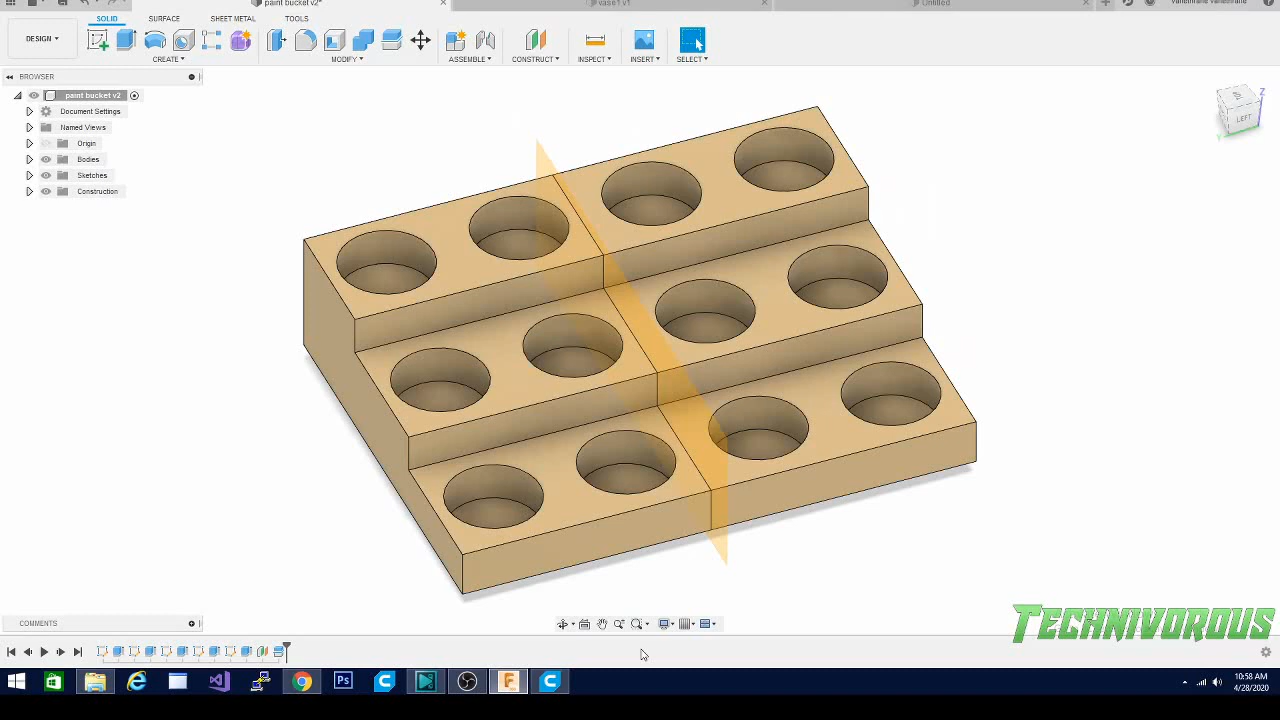 paint bucket v2*
vase1 v1
Untitled
SOLID
SURFACE
SHEET METAL
TOOLS
DESIGN
CREATE
MODIFY
ASSEMBLE
CONSTRUCT
INSPECT
INSERT
SELECT
BROWSER
paint bucket v2
Document Settings
Named Views
Origin
Bodies
Sketches
Construction
Z
S
LEFT
Y
COMMENTS
TECHNIVOROUS
Ps
F
10:58 AM
4/28/2020